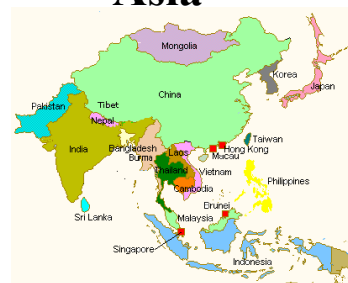 Asia
Mongolia
Korea
Japan
China
Pakistan
Tibet
Nepal
Taiwan
India
Bangladesh
Hong Kong
Burma
Laos
Macau
Thailand
Vietnam
Philippines
Cambodia
Sri Lanka
Brunei
Malaysia
Singapore
Indonesia